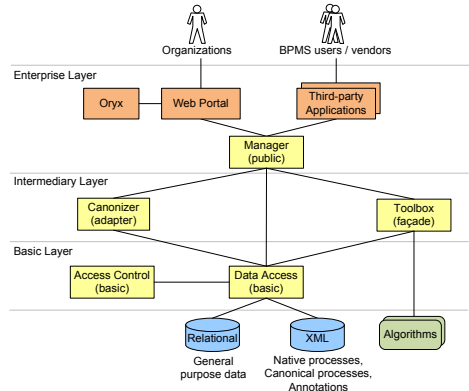 Organizations
BPMS users / vendors
Enterprise Layer
Oryx
Web Portal
Third-party
Applications
Manager
(public)
Intermediary Layer
Canonizer
(adapter)
Toolbox
(façade)
Basic Layer
Access Control
(basic)
Data Access
(basic)
Relational
XML
Algorithms
General
purpose data
Native processes,
Canonical processes,
Annotations